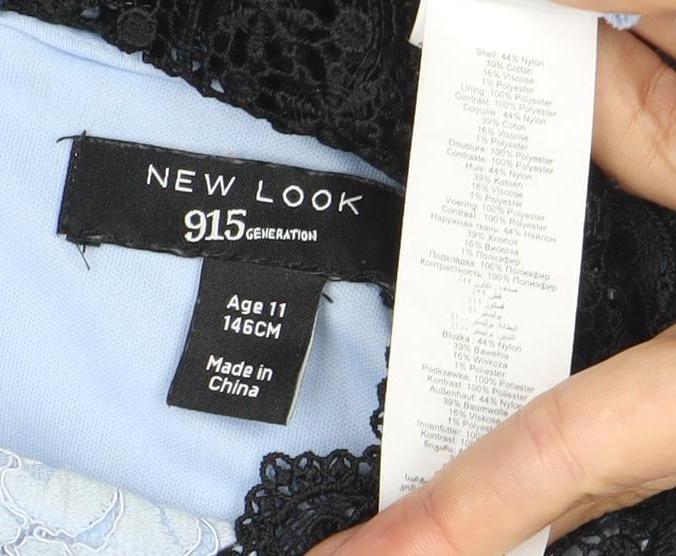 NEW LOOK
915 GENERATION
Age 11
146CM
Made in
China
Shell: 44% Nylon
39% Cotton
16% Viscose
1% Polyester
Lining: 100% Polyester
Contrast: 100% Polyester
Coquille : 44% Nylon
39% Coton
16% Viscose
1% Polyester
Doublure: 100% Polyester
Contraste: 100% Polyester
Huls: 44% Nylon
39% Katoen
16% Viscose
1% Polyester
Voering: 100% Polyester
Contrast : 100% Polyester
Наружная ткань: 44% Нейлон
39% Хлопок
16% Вискоза
1% Полиэфир
Подкладка: 100% Полиэфир
Контрастность: 100% Полиэфир
Bluzka : 44% Nylon
39% Bawełna
16% Wiskoza
1% Poliester
Podszewka: 100% Poliester
Kontrast: 100% Poliester
Außenhaut: 44% Nylon
39% Baumwolle
16% Viskose
1% Polyes
Innenfutter: 100
Kontrast: 100